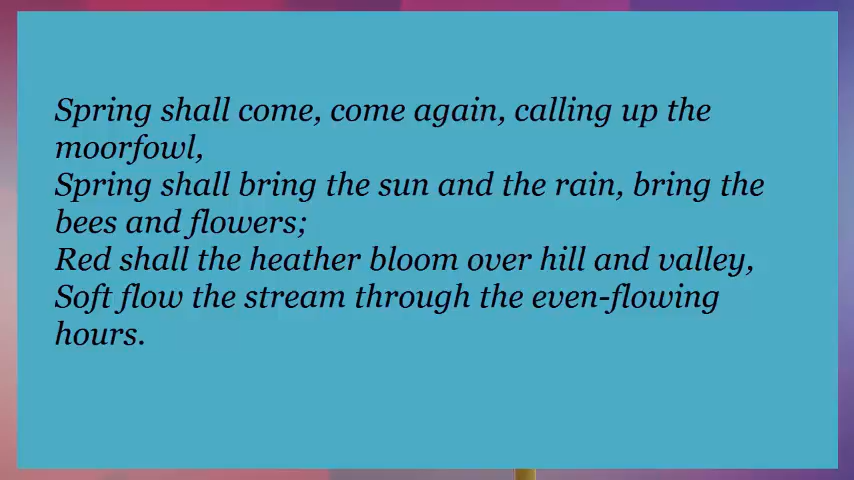 Spring shall come, come again, calling up the
moorfowl,
Spring shall bring the sun and the rain, bring the
bees and flowers;
Red shall the heather bloom over hill and valley,
Soft flow the stream through the even-flowing
hours.